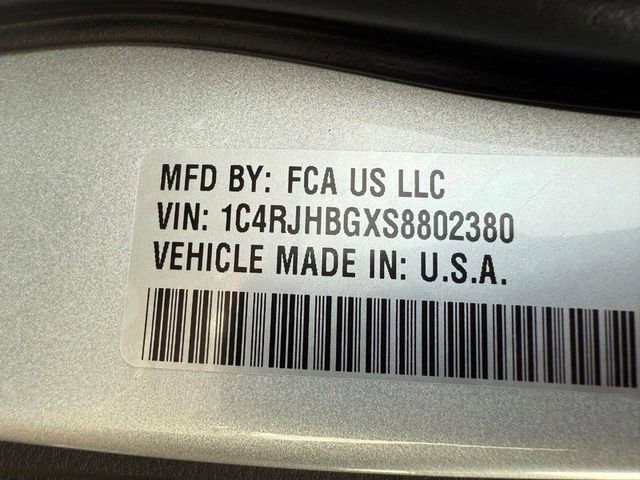 MFD BY: FCA US LLC
VIN: 1C4RJHBGXS8802380
VEHICLE MADE IN: U.S.A.